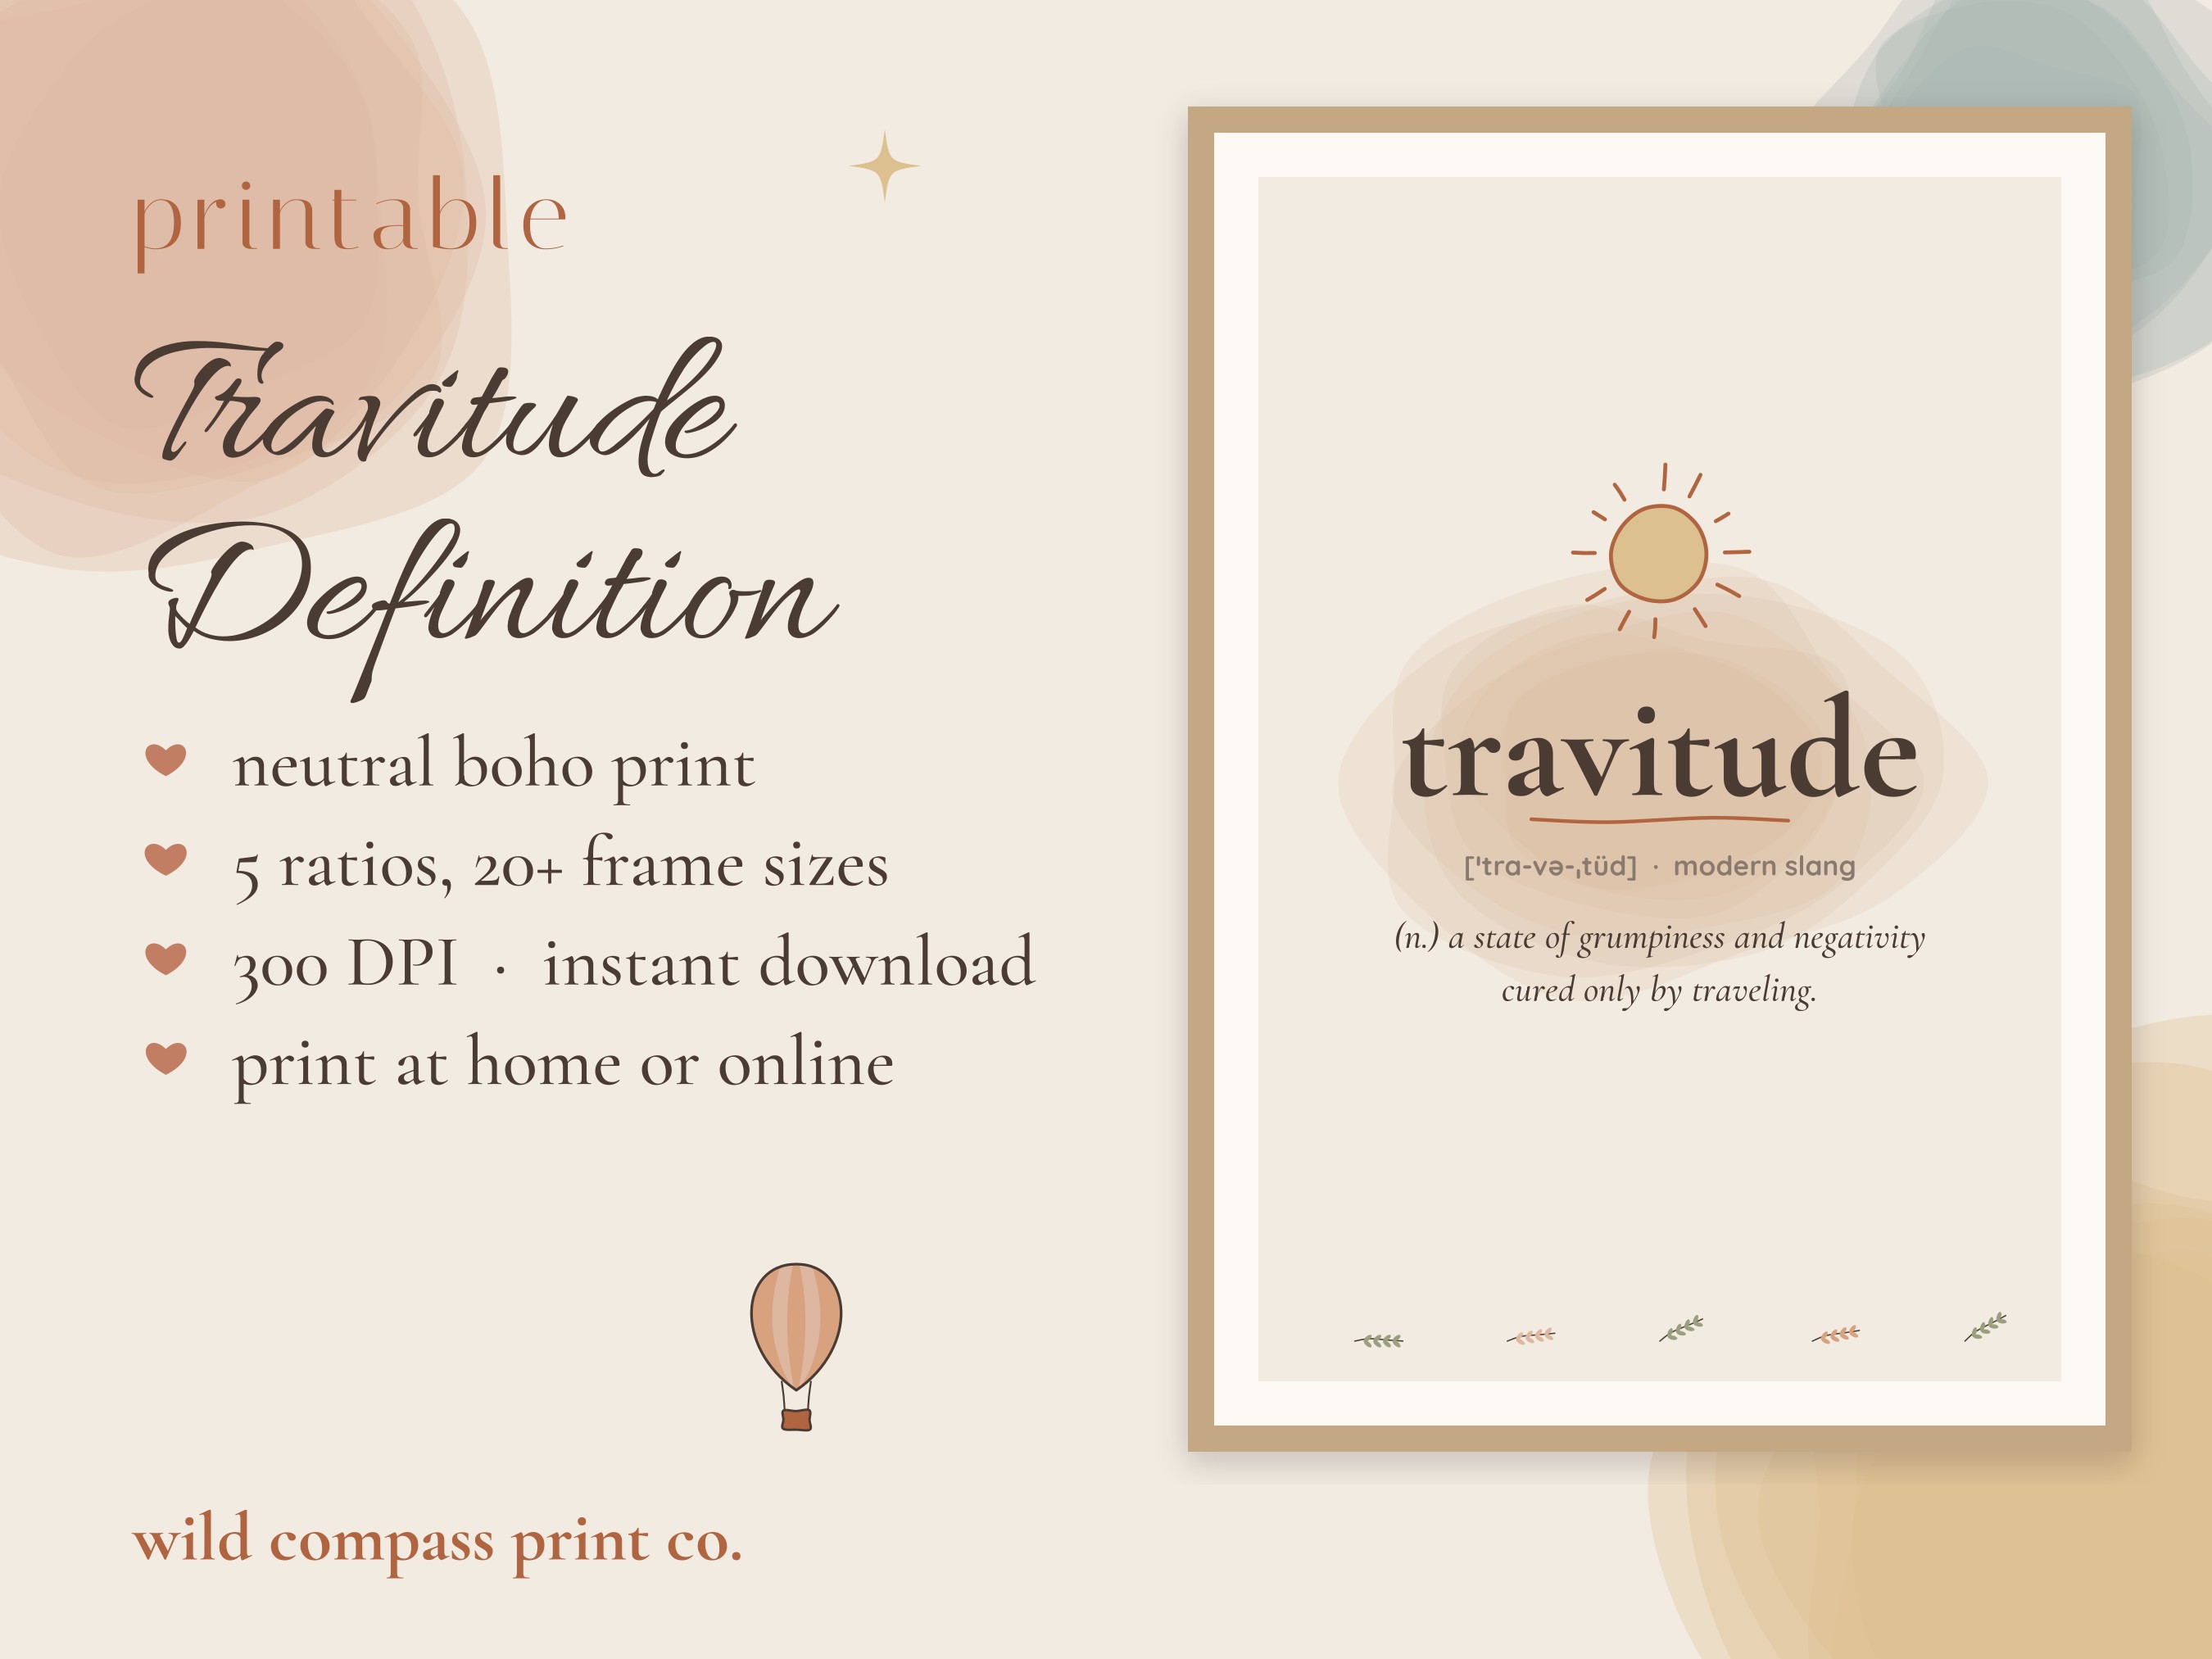 printable
Travitude
Definition
neutral boho print
5 ratios, 20+ frame sizes
300 DPI · instant download
print at home or online
wild compass print co.
travitude
[ˈtra-və-ˌtüd] · modern slang
(n.) a state of grumpiness and negativity
cured only by traveling.